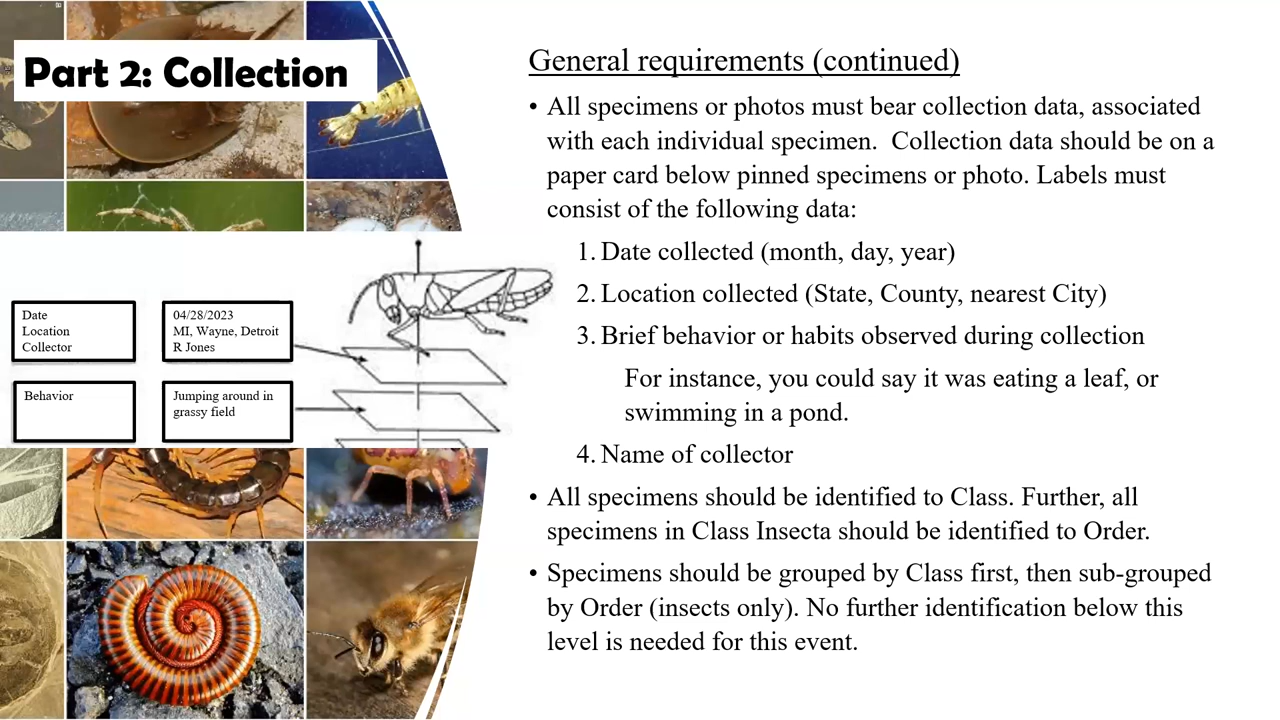 Part 2: Collection
General requirements (continued)
• All specimens or photos must bear collection data, associated
with each individual specimen.  Collection data should be on a
paper card below pinned specimens or photo. Labels must
consist of the following data:
1. Date collected (month, day, year)
2. Location collected (State, County, nearest City)
3. Brief behavior or habits observed during collection
For instance, you could say it was eating a leaf, or
swimming in a pond.
4. Name of collector
• All specimens should be identified to Class. Further, all
specimens in Class Insecta should be identified to Order.
• Specimens should be grouped by Class first, then sub-grouped
by Order (insects only). No further identification below this
level is needed for this event.
Date
Location
Collector
04/28/2023
MI, Wayne, Detroit
R Jones
Behavior
Jumping around in
grassy field